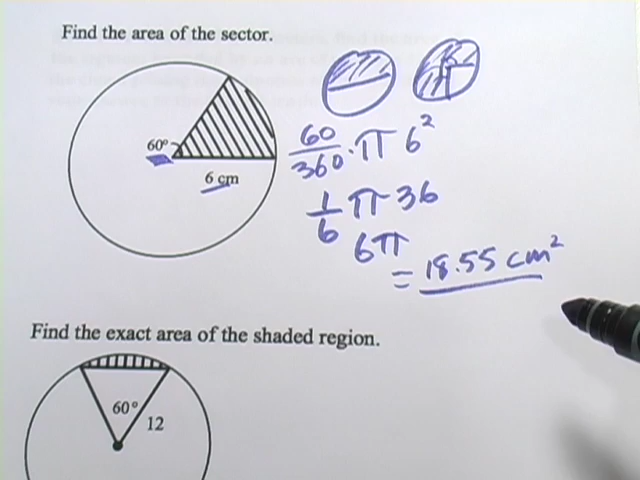 Find the area of the sector.
60°
6 cm
60/360 · π 6²
1/6 π 36
6π
= 18.55 cm²
Find the exact area of the shaded region.
60°
12